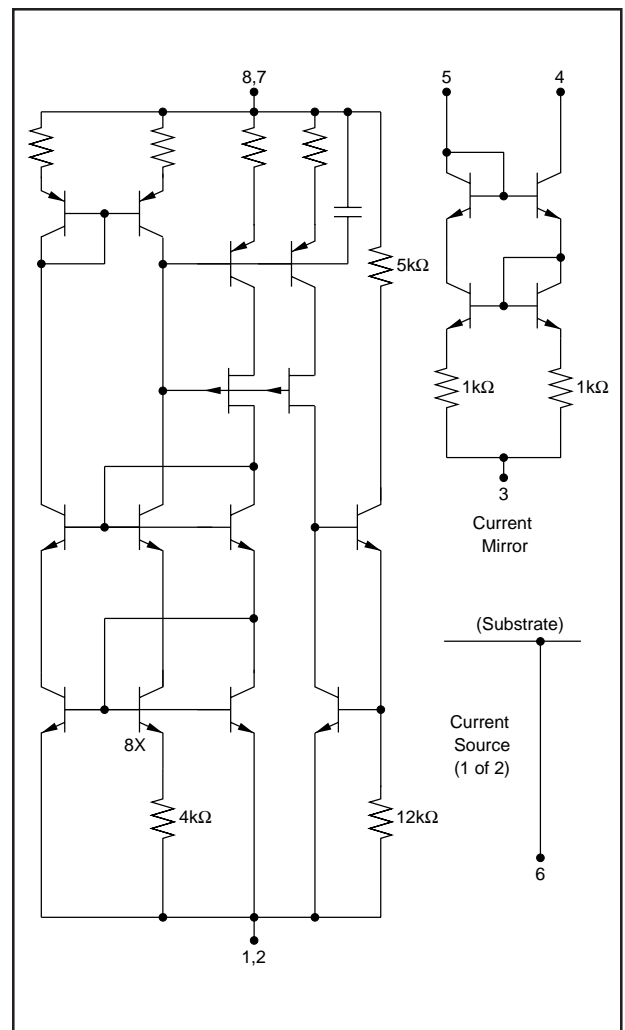 8,7
5
4
5kΩ
1kΩ
1kΩ
3
Current
Mirror
(Substrate)
Current
Source
(1 of 2)
8X
4kΩ
12kΩ
6
1,2